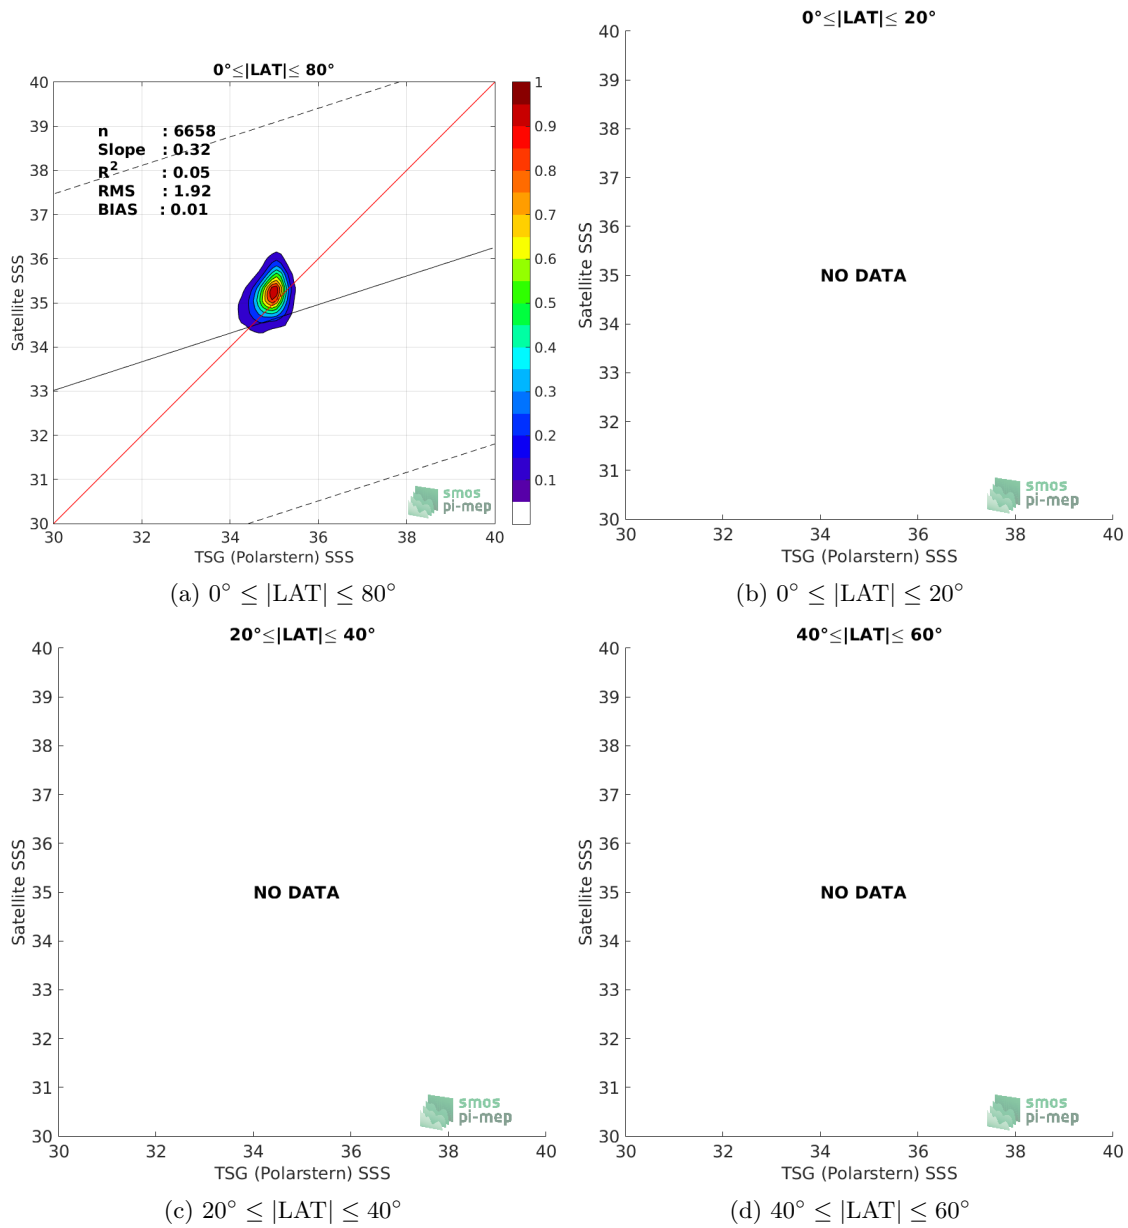 0°≤|LAT|≤ 80°
40
39
38
37
36
35
34
33
32
31
30
n : 6658
Slope : 0.32
R2 : 0.05
RMS : 1.92
BIAS : 0.01
1
0.9
0.8
0.7
0.6
0.5
0.4
0.3
0.2
0.1
Satellite SSS
smos
pi-mep
30 32 34 36 38 40
TSG (Polarstern) SSS
(a) 0° ≤ |LAT| ≤ 80°
0°≤|LAT|≤ 20°
40
39
38
37
36
35
34
33
32
31
30
Satellite SSS
NO DATA
smos
pi-mep
30 32 34 36 38 40
TSG (Polarstern) SSS
(b) 0° ≤ |LAT| ≤ 20°
20°≤|LAT|≤ 40°
40
39
38
37
36
35
34
33
32
31
30
Satellite SSS
NO DATA
smos
pi-mep
30 32 34 36 38 40
TSG (Polarstern) SSS
(c) 20° ≤ |LAT| ≤ 40°
40°≤|LAT|≤ 60°
40
39
38
37
36
35
34
33
32
31
30
Satellite SSS
NO DATA
smos
pi-mep
30 32 34 36 38 40
TSG (Polarstern) SSS
(d) 40° ≤ |LAT| ≤ 60°